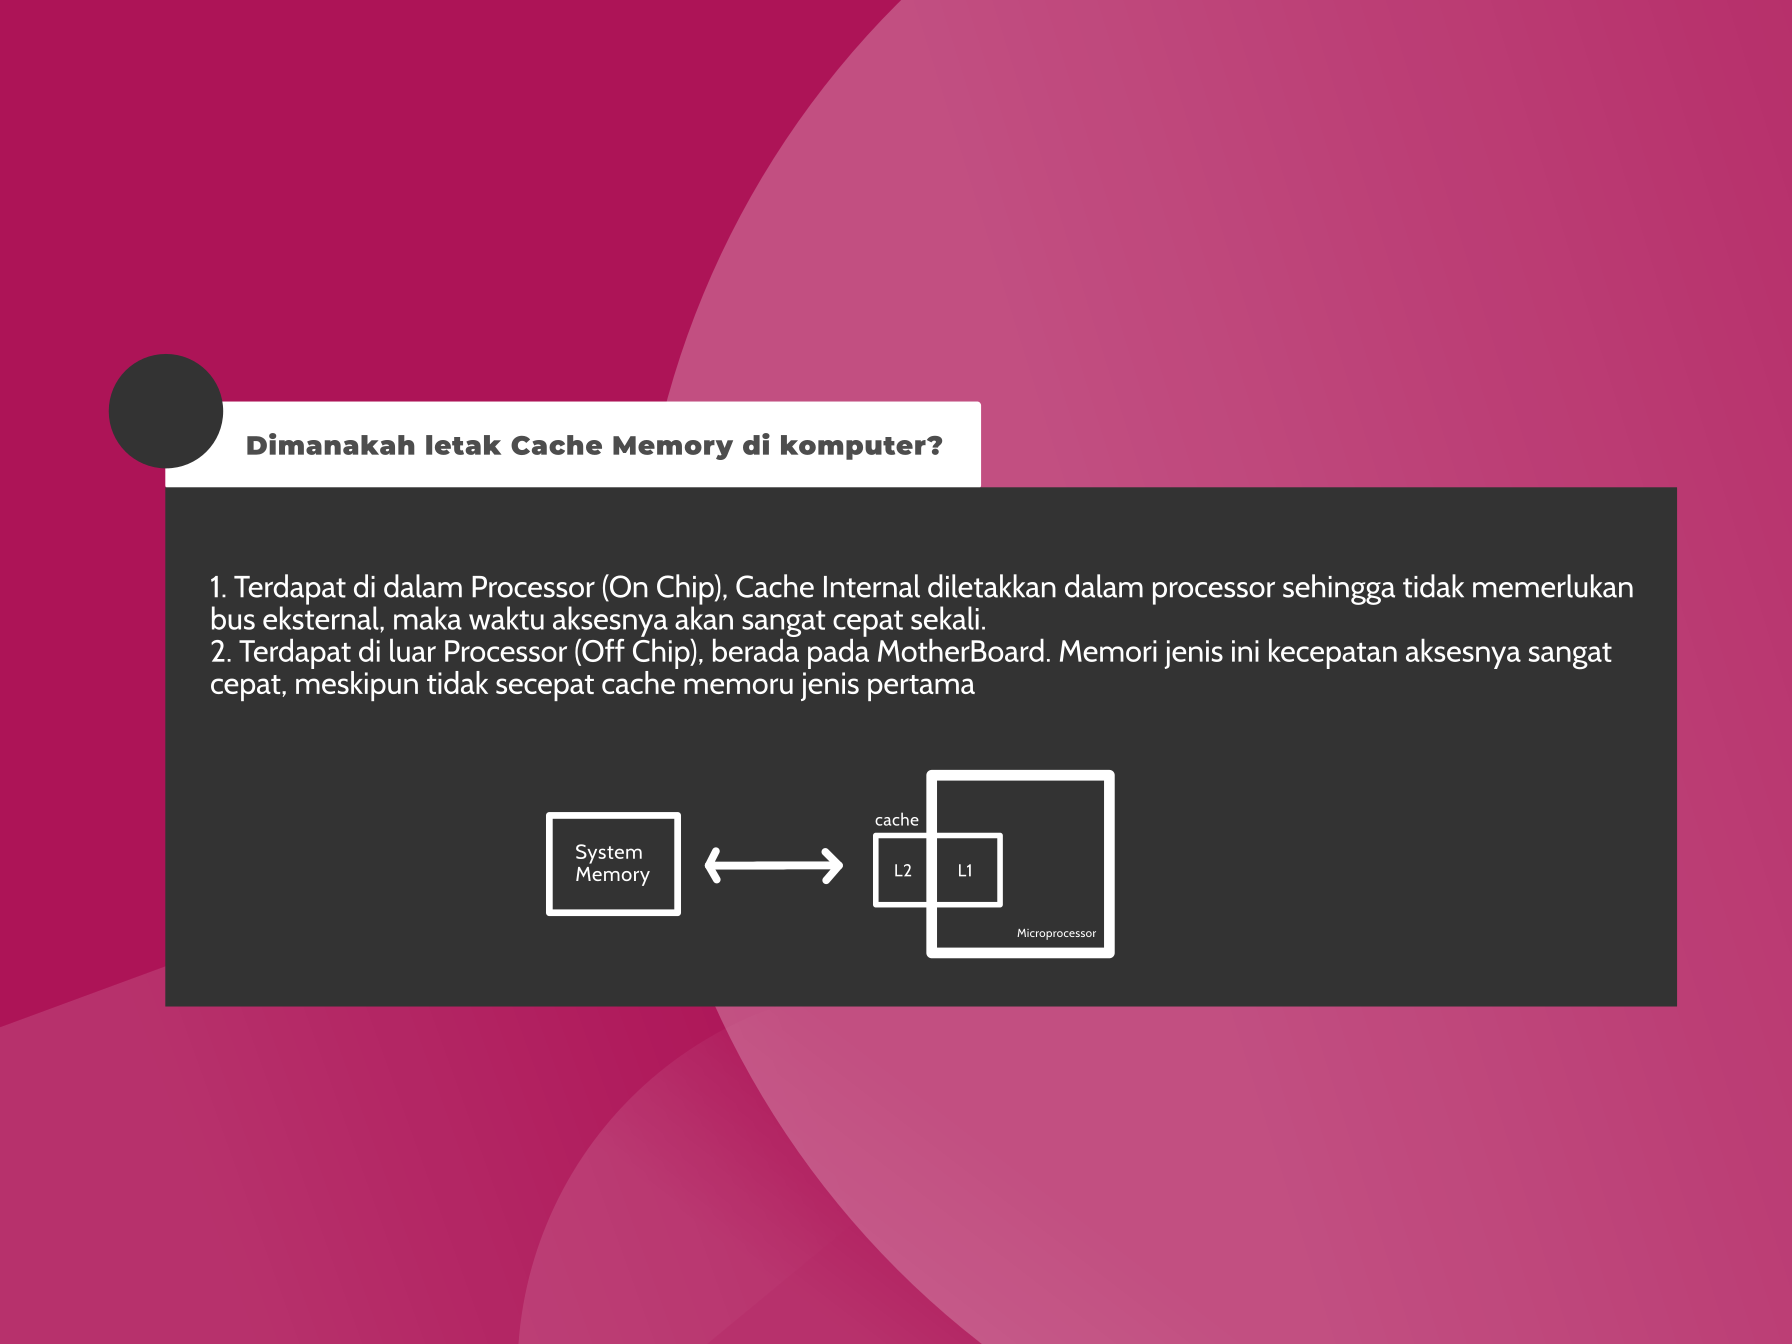 Dimanakah letak Cache Memory di komputer?
1. Terdapat di dalam Processor (On Chip), Cache Internal diletakkan dalam processor sehingga tidak memerlukan
bus eksternal, maka waktu aksesnya akan sangat cepat sekali.
2. Terdapat di luar Processor (Off Chip), berada pada MotherBoard. Memori jenis ini kecepatan aksesnya sangat
cepat, meskipun tidak secepat cache memoru jenis pertama
System
Memory
cache
L2
L1
Microprocessor